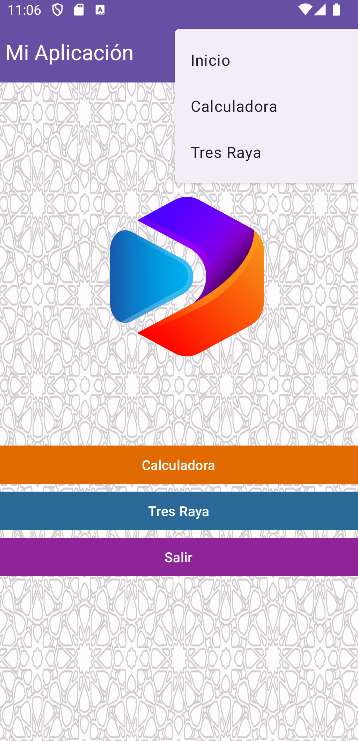 11:06
Mi Aplicación
Inicio
Calculadora
Tres Raya
Calculadora
Tres Raya
Salir